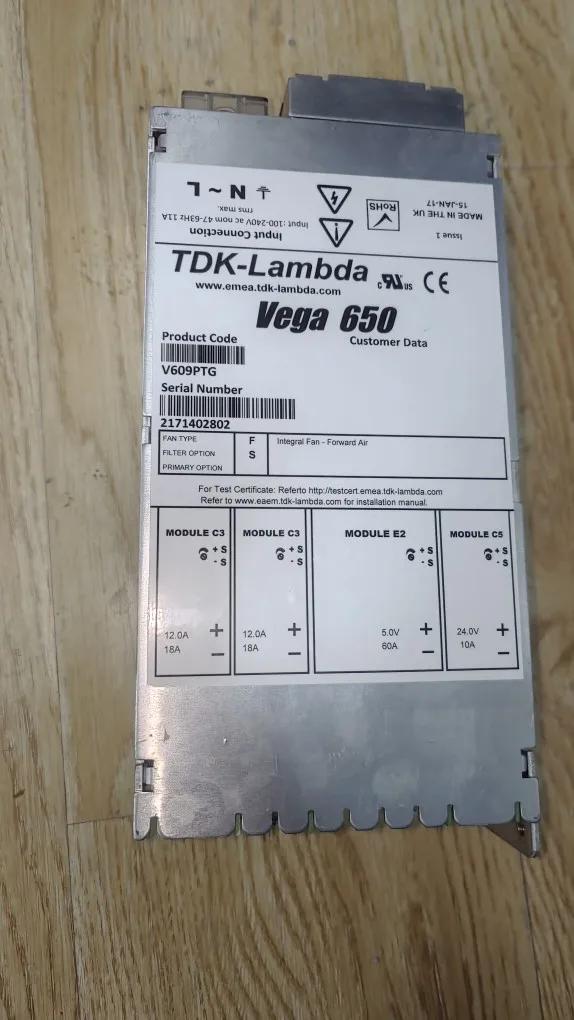 Issue 1
MADE IN THE UK
15-JAN-17
RoHS
Input Connection
Input : 100-240V ac nom 47-63Hz 11A
rms max.
N ~ L
TDK-Lambda
c UL US CE
www.emea.tdk-lambda.com
Vega 650
Product Code
Customer Data
V609PTG
Serial Number
2171402802
FAN TYPE F Integral Fan - Forward Air
FILTER OPTION S
PRIMARY OPTION
For Test Certificate: Referto http://testcert.emea.tdk-lambda.com
Refer to www.eaem.tdk-lambda.com for installation manual.
MODULE C3 MODULE C3 MODULE E2 MODULE C5
+ S + S + S + S
- S - S - S - S
12.0A + 12.0A + 5.0V + 24.0V +
18A - 18A - 60A - 10A -